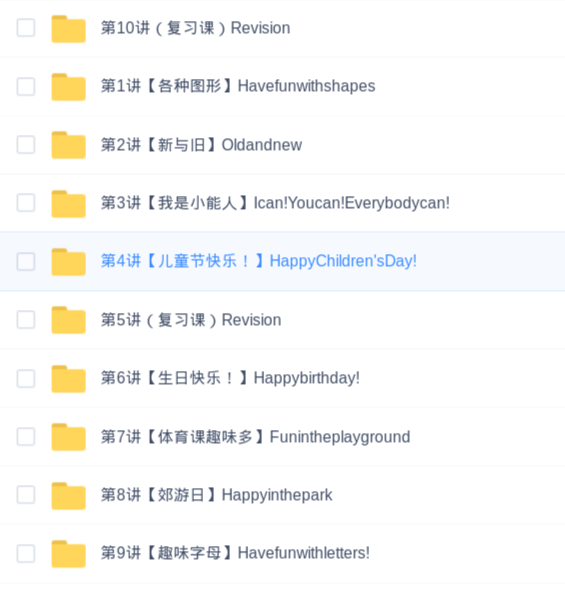 第10讲（复习课）Revision
第1讲【各种图形】Havefunwithshapes
第2讲【新与旧】Oldandnew
第3讲【我是小能人】Ican!Youcan!Everybodycan!
第4讲【儿童节快乐！】HappyChildren'sDay!
第5讲（复习课）Revision
第6讲【生日快乐！】Happybirthday!
第7讲【体育课趣味多】Funintheplayground
第8讲【郊游日】Happyinthepark
第9讲【趣味字母】Havefunwithletters!